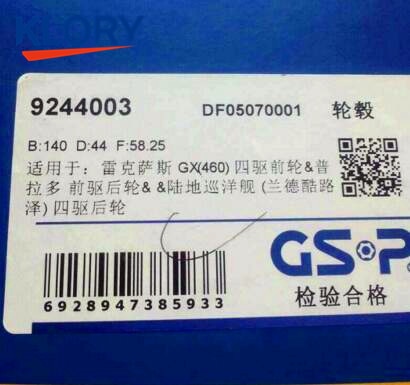 9244003 DF05070001 轮毂
B:140 D:44 F:58.25
适用于：雷克萨斯 GX(460) 四驱前轮&普
拉多 前驱后轮& &陆地巡洋舰 (兰德酷路
泽) 四驱后轮
GS·P
检验合格
6928947385933